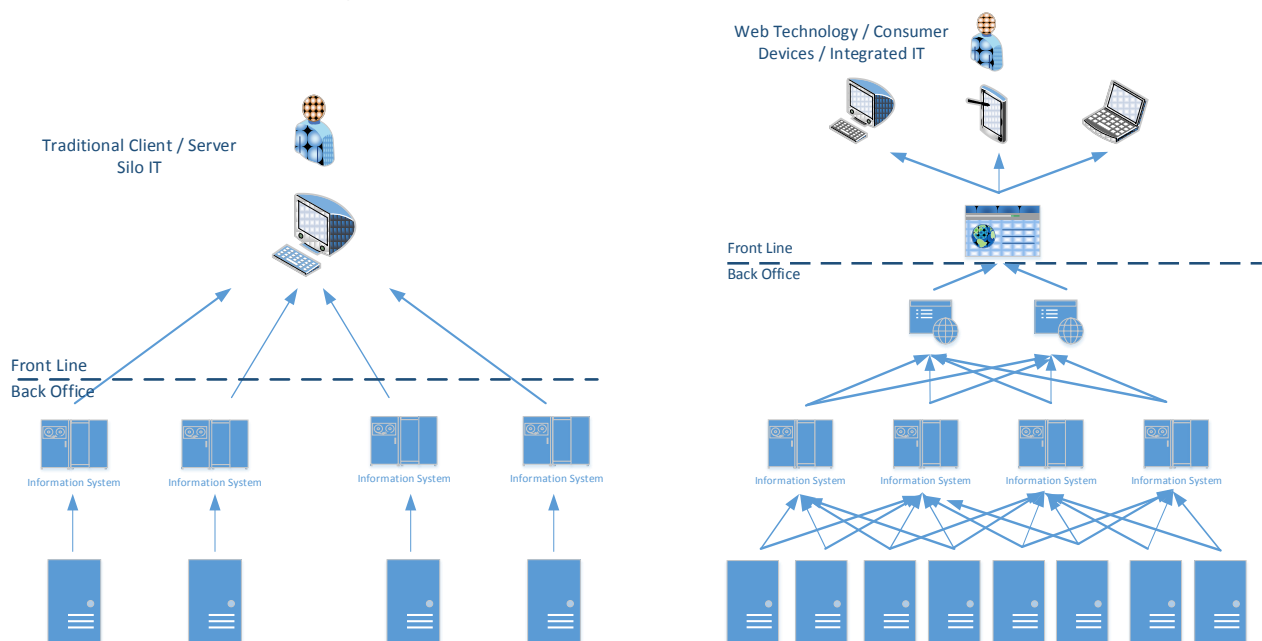 Traditional Client / Server
Silo IT
Front Line
Back Office
Information System
Information System
Information System
Information System
Web Technology / Consumer
Devices / Integrated IT
Front Line
Back Office
Information System
Information System
Information System
Information System